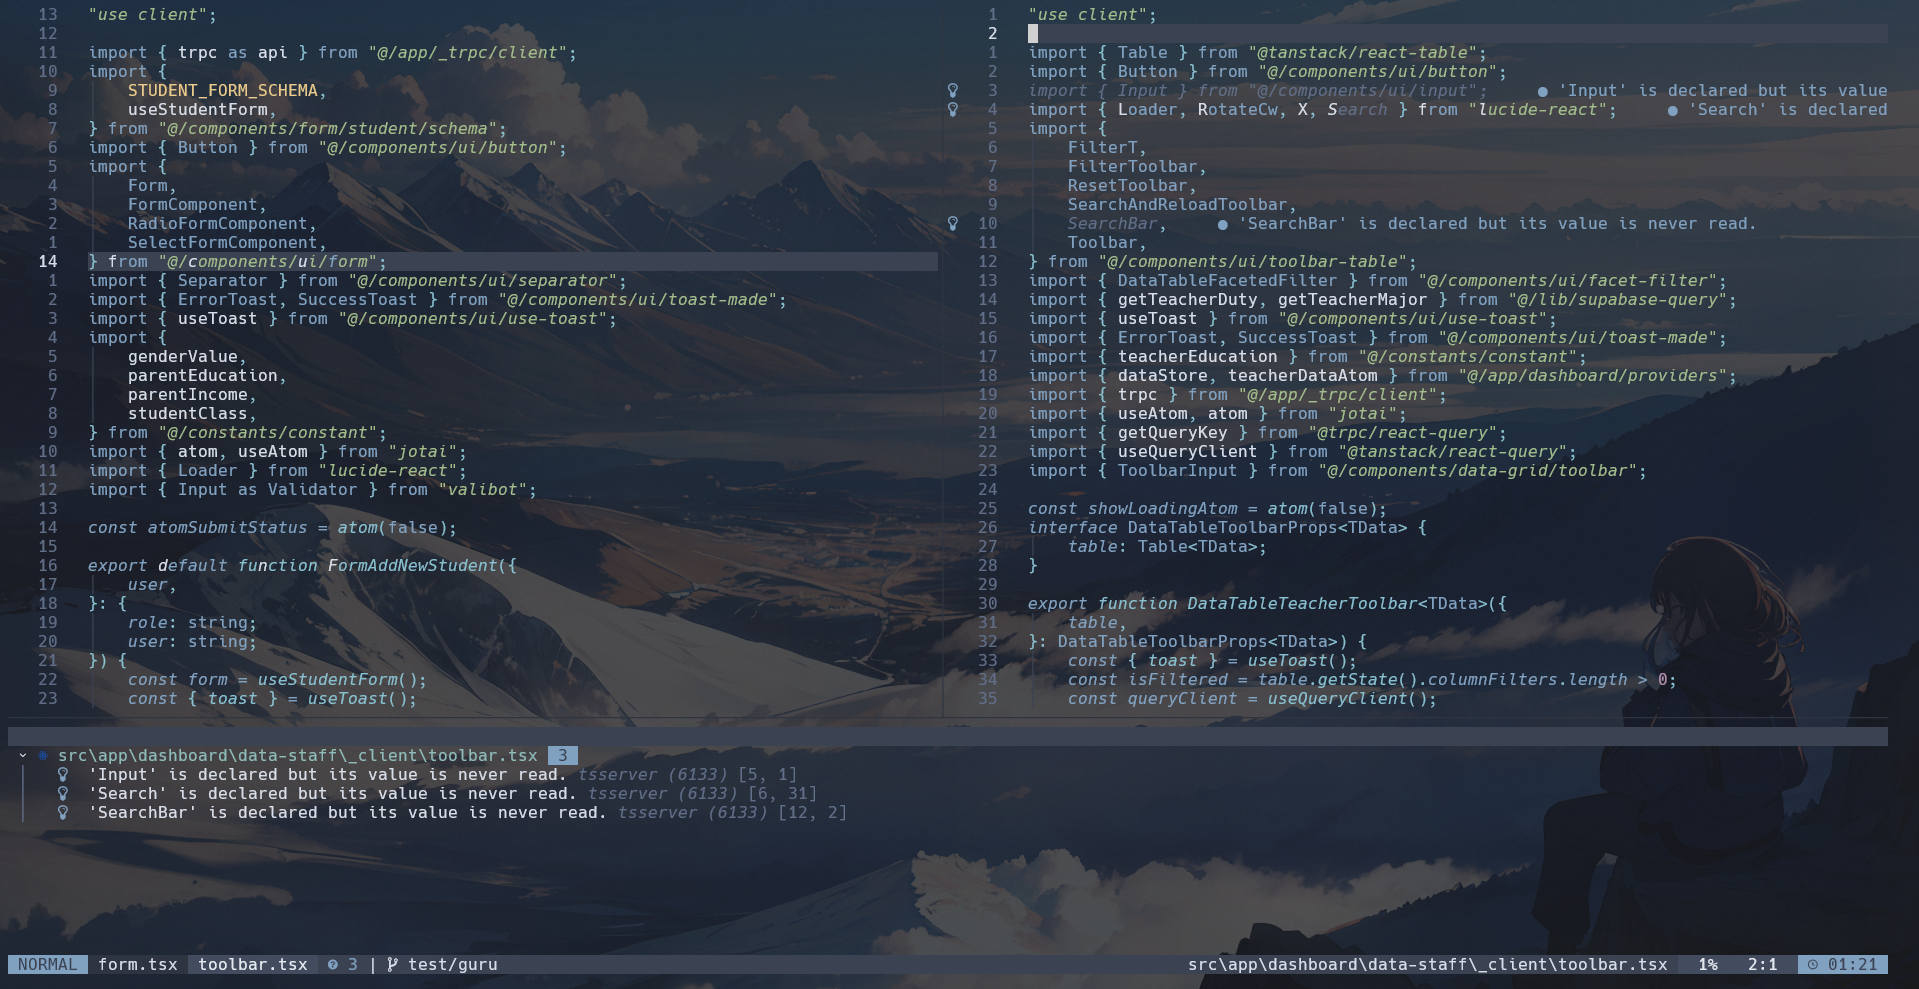 13 "use client";
12
11 import { trpc as api } from "@/app/_trpc/client";
10 import {
9 STUDENT_FORM_SCHEMA,
8 useStudentForm,
7 } from "@/components/form/student/schema";
6 import { Button } from "@/components/ui/button";
5 import {
4 Form,
3 FormComponent,
2 RadioFormComponent,
1 SelectFormComponent,
14 } from "@/components/ui/form";
1 import { Separator } from "@/components/ui/separator";
2 import { ErrorToast, SuccessToast } from "@/components/ui/toast-made";
3 import { useToast } from "@/components/ui/use-toast";
4 import {
5 genderValue,
6 parentEducation,
7 parentIncome,
8 studentClass,
9 } from "@/constants/constant";
10 import { atom, useAtom } from "jotai";
11 import { Loader } from "lucide-react";
12 import { Input as Validator } from "valibot";
13
14 const atomSubmitStatus = atom(false);
15
16 export default function FormAddNewStudent({
17 user,
18 }: {
19 role: string;
20 user: string;
21 }) {
22 const form = useStudentForm();
23 const { toast } = useToast();
1 "use client";
2
1 import { Table } from "@tanstack/react-table";
2 import { Button } from "@/components/ui/button";
3 import { Input } from "@/components/ui/input"; ● 'Input' is declared but its value
4 import { Loader, RotateCw, X, Search } from "lucide-react"; ● 'Search' is declared
5 import {
6 FilterT,
7 FilterToolbar,
8 ResetToolbar,
9 SearchAndReloadToolbar,
10 SearchBar, ● 'SearchBar' is declared but its value is never read.
11 Toolbar,
12 } from "@/components/ui/toolbar-table";
13 import { DataTableFacetedFilter } from "@/components/ui/facet-filter";
14 import { getTeacherDuty, getTeacherMajor } from "@/lib/supabase-query";
15 import { useToast } from "@/components/ui/use-toast";
16 import { ErrorToast, SuccessToast } from "@/components/ui/toast-made";
17 import { teacherEducation } from "@/constants/constant";
18 import { dataStore, teacherDataAtom } from "@/app/dashboard/providers";
19 import { trpc } from "@/app/_trpc/client";
20 import { useAtom, atom } from "jotai";
21 import { getQueryKey } from "@trpc/react-query";
22 import { useQueryClient } from "@tanstack/react-query";
23 import { ToolbarInput } from "@/components/data-grid/toolbar";
24
25 const showLoadingAtom = atom(false);
26 interface DataTableToolbarProps<TData> {
27 table: Table<TData>;
28 }
29
30 export function DataTableTeacherToolbar<TData>({
31 table,
32 }: DataTableToolbarProps<TData>) {
33 const { toast } = useToast();
34 const isFiltered = table.getState().columnFilters.length > 0;
35 const queryClient = useQueryClient();
src\app\dashboard\data-staff\_client\toolbar.tsx 3
'Input' is declared but its value is never read. tsserver (6133) [5, 1]
'Search' is declared but its value is never read. tsserver (6133) [6, 31]
'SearchBar' is declared but its value is never read. tsserver (6133) [12, 2]
NORMAL form.tsx toolbar.tsx 3 | test/guru src\app\dashboard\data-staff\_client\toolbar.tsx 1% 2:1 01:21